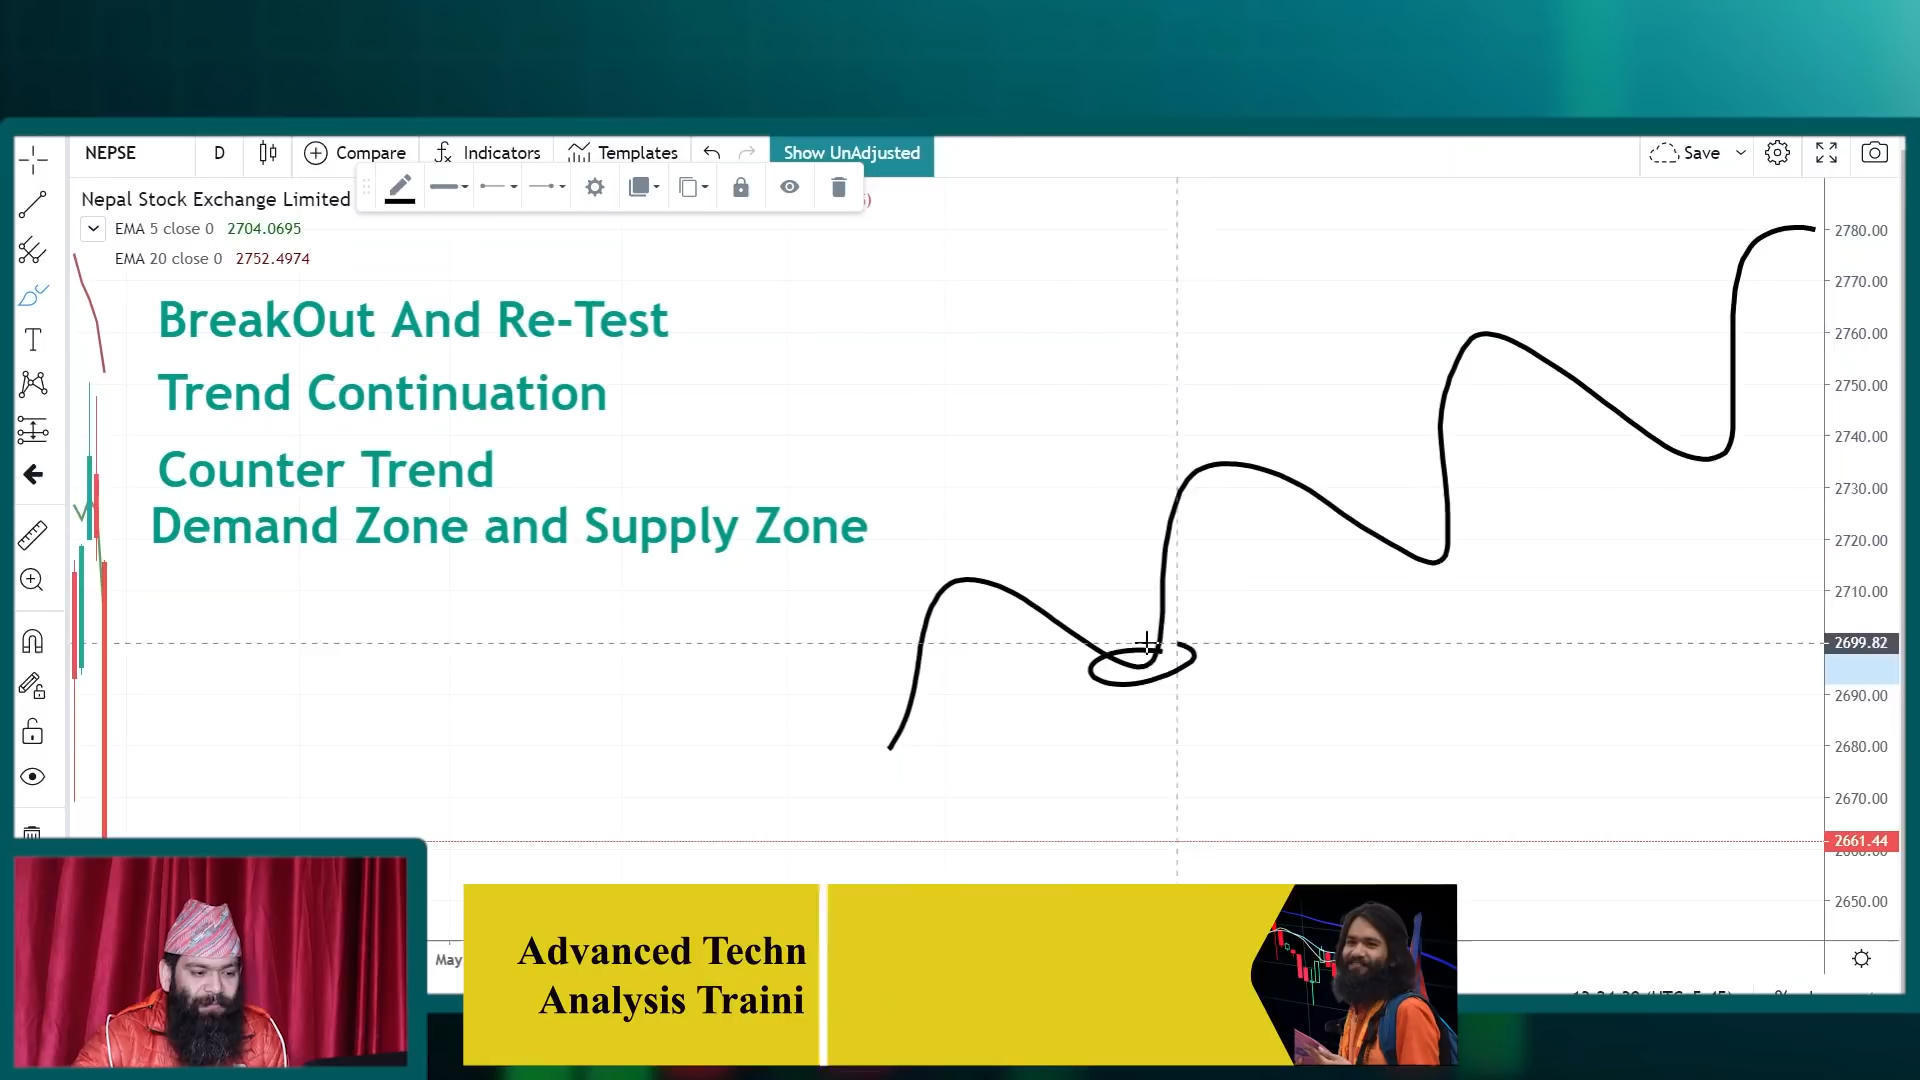 NEPSE D Compare Indicators Templates Show UnAdjusted Save
Nepal Stock Exchange Limited
EMA 5 close 0 2704.0695
EMA 20 close 0 2752.4974
BreakOut And Re-Test
Trend Continuation
Counter Trend
Demand Zone and Supply Zone
2780.00
2770.00
2760.00
2750.00
2740.00
2730.00
2720.00
2710.00
2699.82
2690.00
2680.00
2670.00
2661.44
2650.00
May
Advanced Techn
Analysis Traini